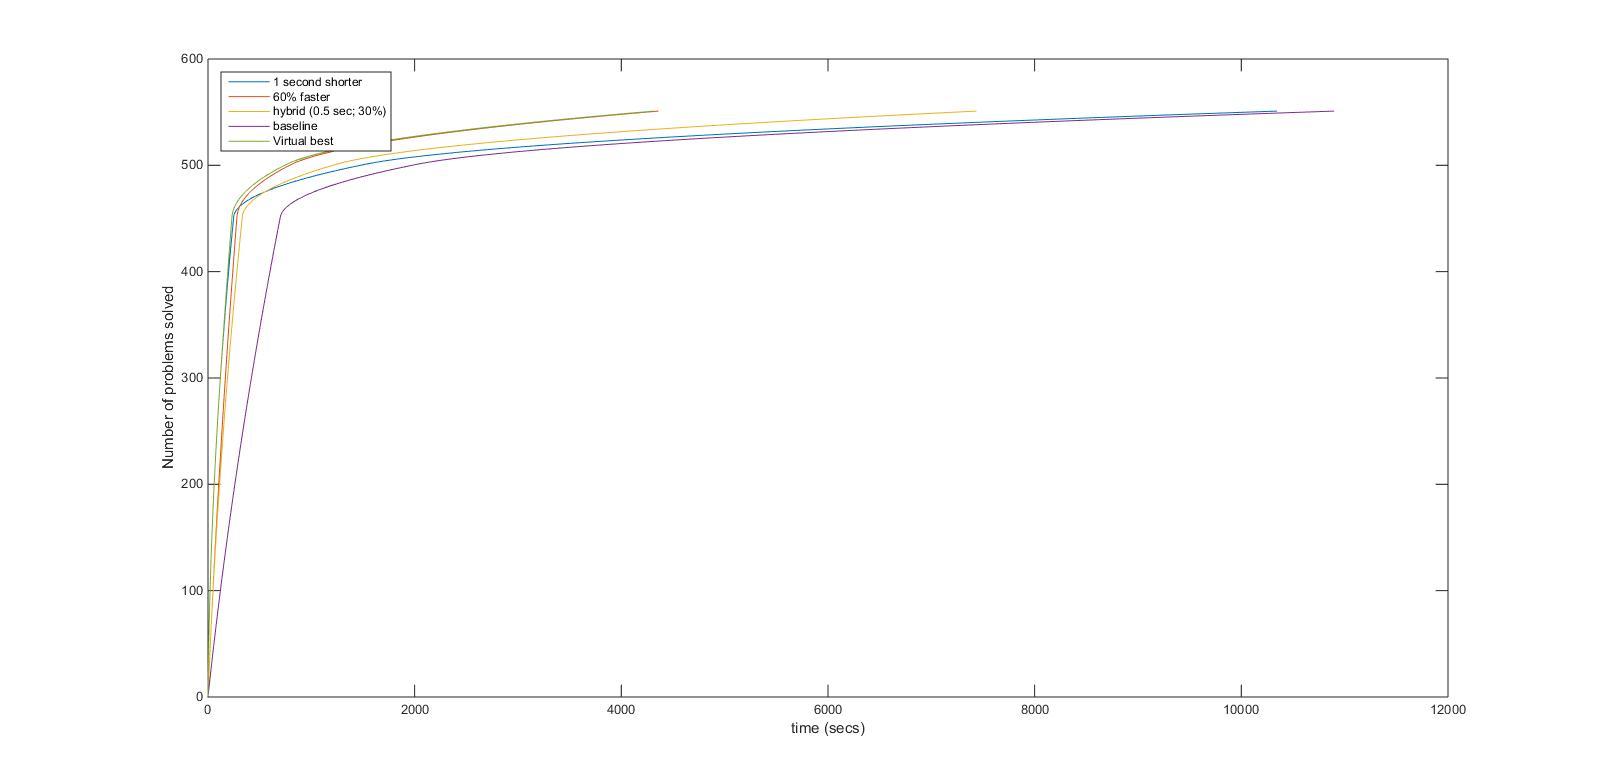 600
1 second shorter
60% faster
hybrid (0.5 sec; 30%)
baseline
Virtual best
500
400
300
200
100
0
Number of problems solved
0 2000 4000 6000 8000 10000 12000
time (secs)